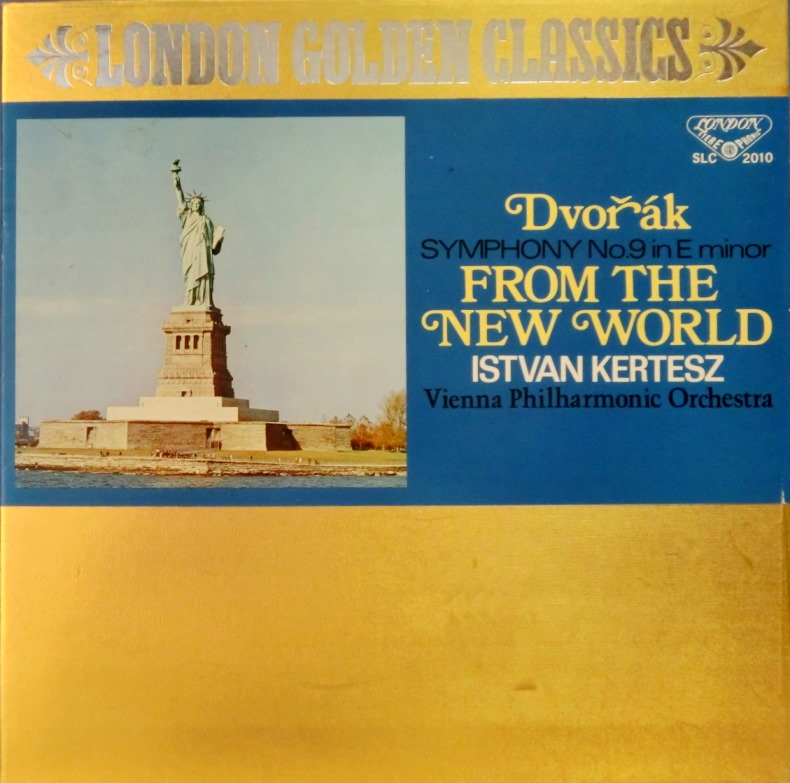 LONDON GOLDEN CLASSICS
LONDON
STEREOPHONIC
SLC 2010
Dvořák
SYMPHONY No.9 in E minor
FROM THE
NEW WORLD
ISTVAN KERTESZ
Vienna Philharmonic Orchestra